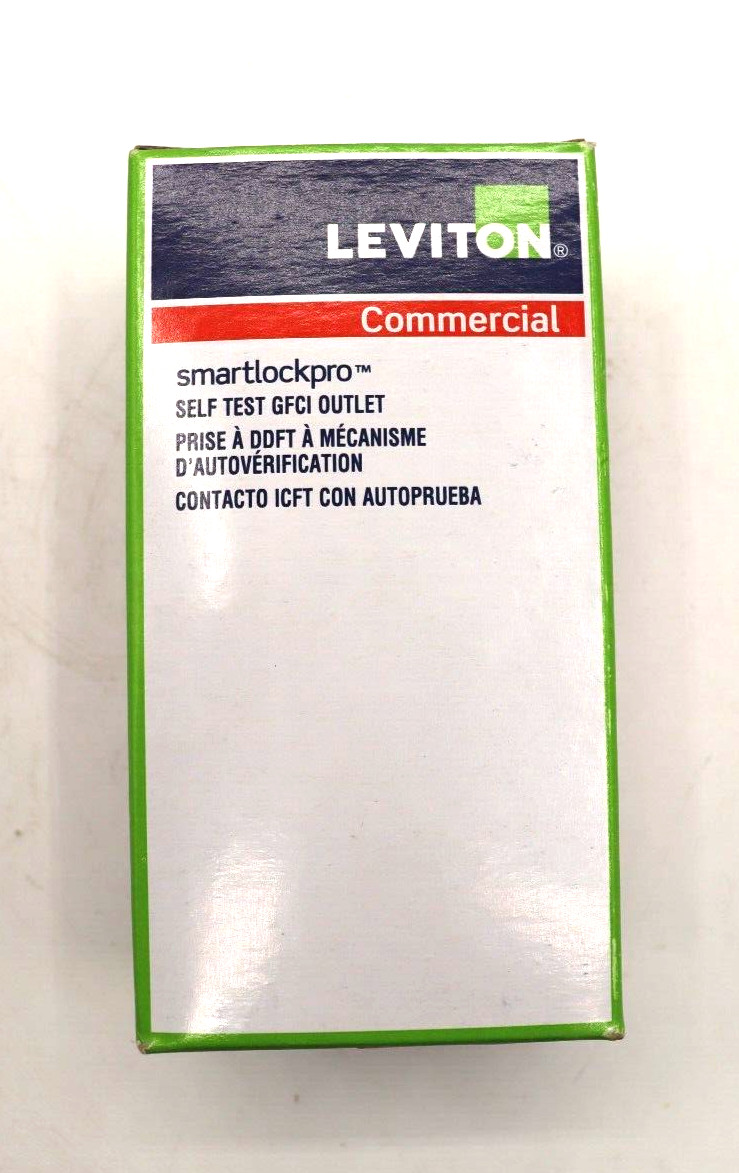 LEVITON®
Commercial
smartlockpro™
SELF TEST GFCI OUTLET
PRISE À DDFT À MÉCANISME
D'AUTOVÉRIFICATION
CONTACTO ICFT CON AUTOPRUEBA